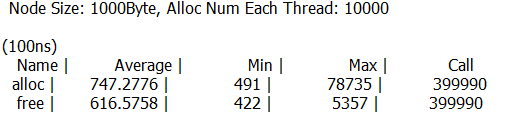 Node Size: 1000Byte, Alloc Num Each Thread: 10000
(100ns)
Name | Average | Min | Max | Call
alloc | 747.2776 | 491 | 78735 | 399990
free | 616.5758 | 422 | 5357 | 399990